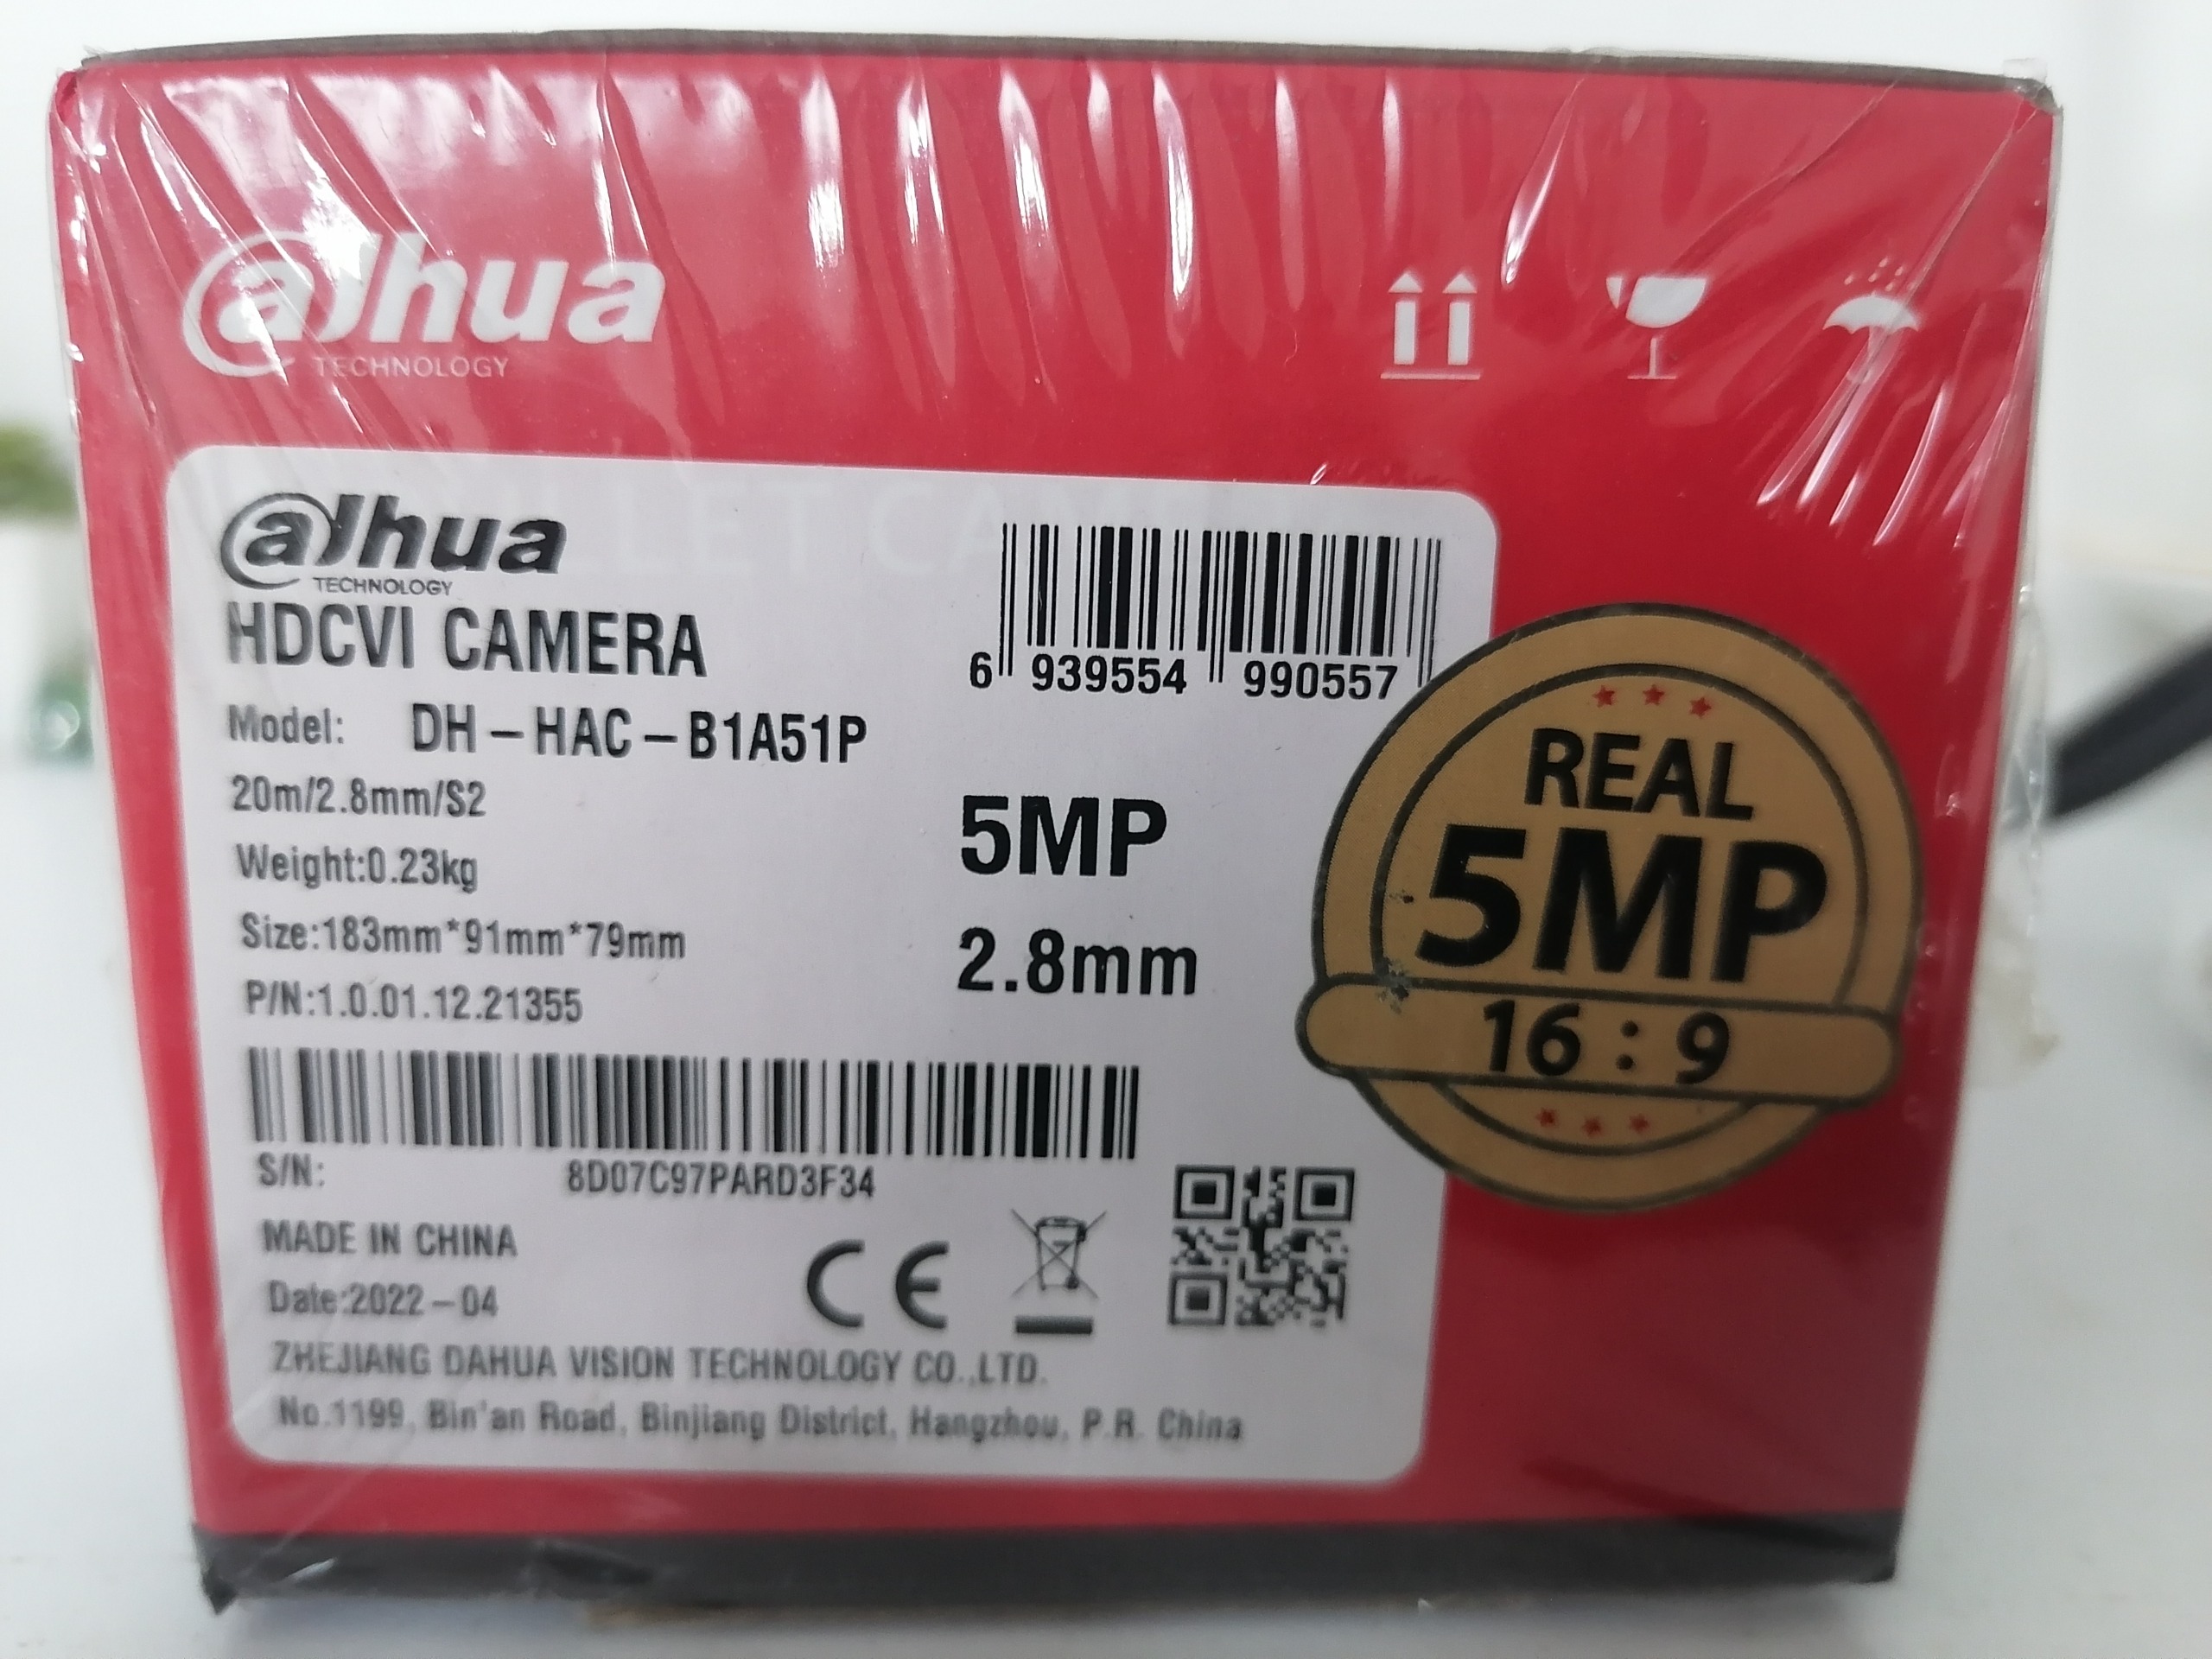 alhua
TECHNOLOGY
alhua
TECHNOLOGY
HDCVI CAMERA
6 939554 990557
Model: DH-HAC-B1A51P
20m/2.8mm/S2
5MP
Weight:0.23kg
2.8mm
Size:183mm*91mm*79mm
P/N:1.0.01.12.21355
REAL
5MP
16:9
S/N: 8D07C97PARD3F34
MADE IN CHINA
CE
Date:2022-04
ZHEJIANG DAHUA VISION TECHNOLOGY CO.,LTD.
No.1199, Bin'an Road, Binjiang District, Hangzhou, P.R. China